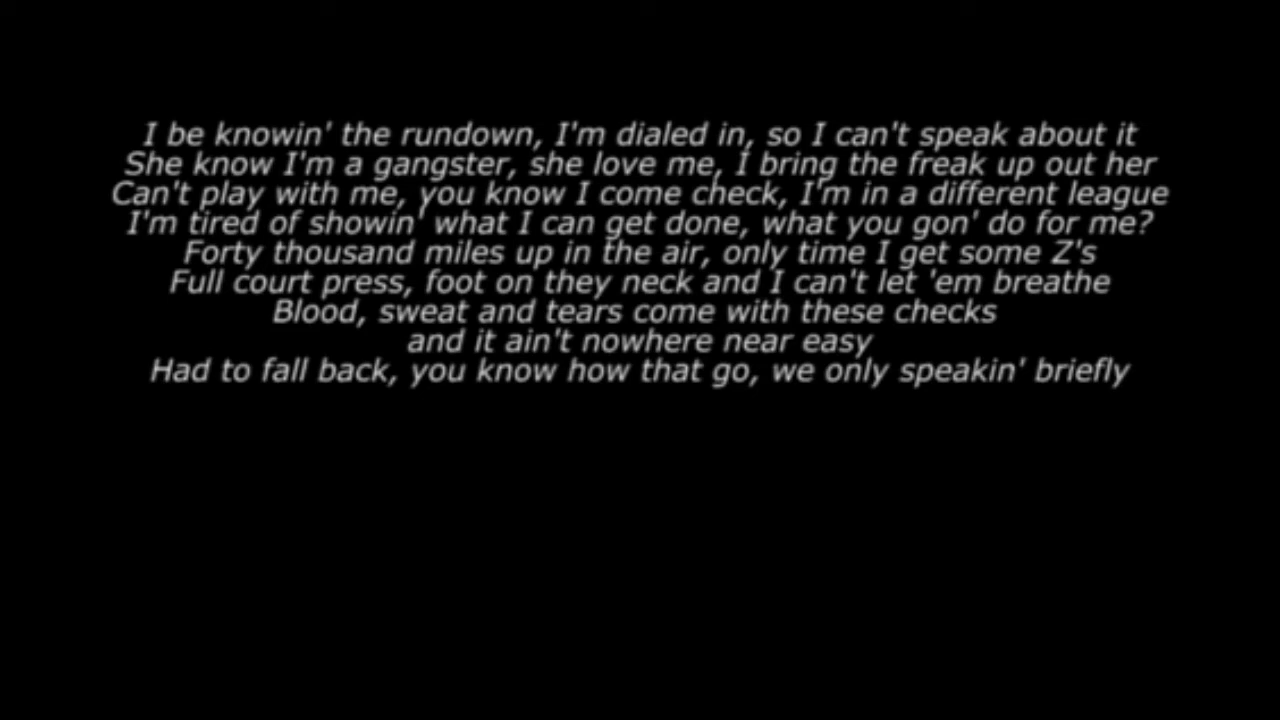 I be knowin' the rundown, I'm dialed in, so I can't speak about it
She know I'm a gangster, she love me, I bring the freak up out her
Can't play with me, you know I come check, I'm in a different league
I'm tired of showin' what I can get done, what you gon' do for me?
Forty thousand miles up in the air, only time I get some Z's
Full court press, foot on they neck and I can't let 'em breathe
Blood, sweat and tears come with these checks
and it ain't nowhere near easy
Had to fall back, you know how that go, we only speakin' briefly